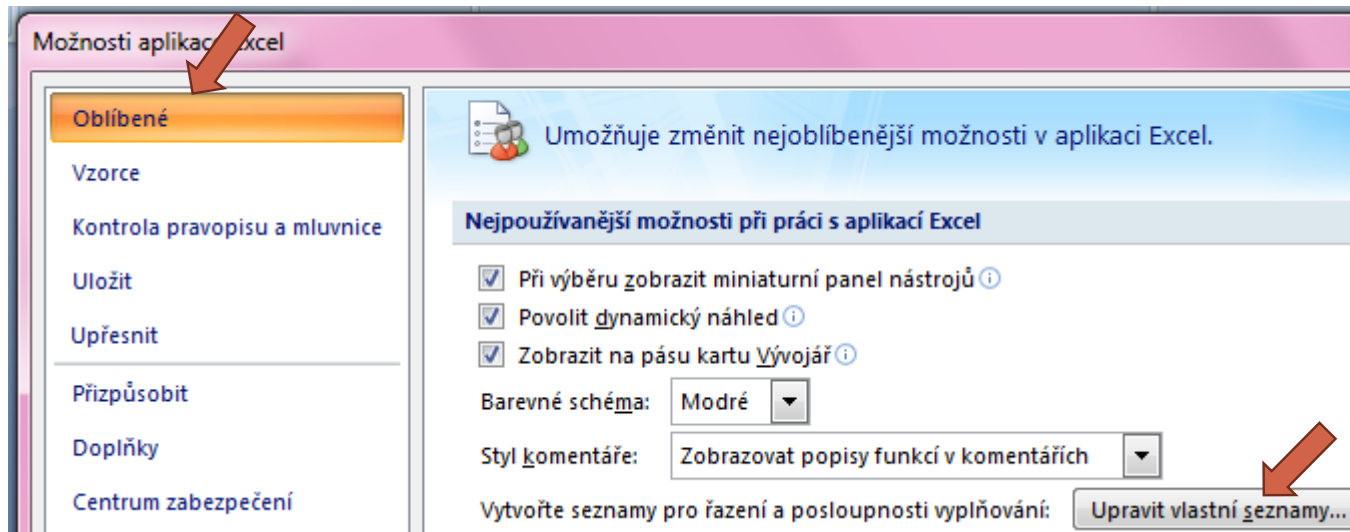 Možnosti aplikace Excel
Oblíbené
Vzorce
Kontrola pravopisu a mluvnice
Uložit
Upřesnit
Přizpůsobit
Doplňky
Centrum zabezpečení
Umožňuje změnit nejoblíbenější možnosti v aplikaci Excel.
Nejpoužívanější možnosti při práci s aplikací Excel
Při výběru zobrazit miniaturní panel nástrojů
Povolit dynamický náhled
Zobrazit na pásu kartu Vývojář
Barevné schéma: Modré
Styl komentáře: Zobrazovat popisy funkcí v komentářích
Vytvořte seznamy pro řazení a posloupnosti vyplňování: Upravit vlastní seznamy...